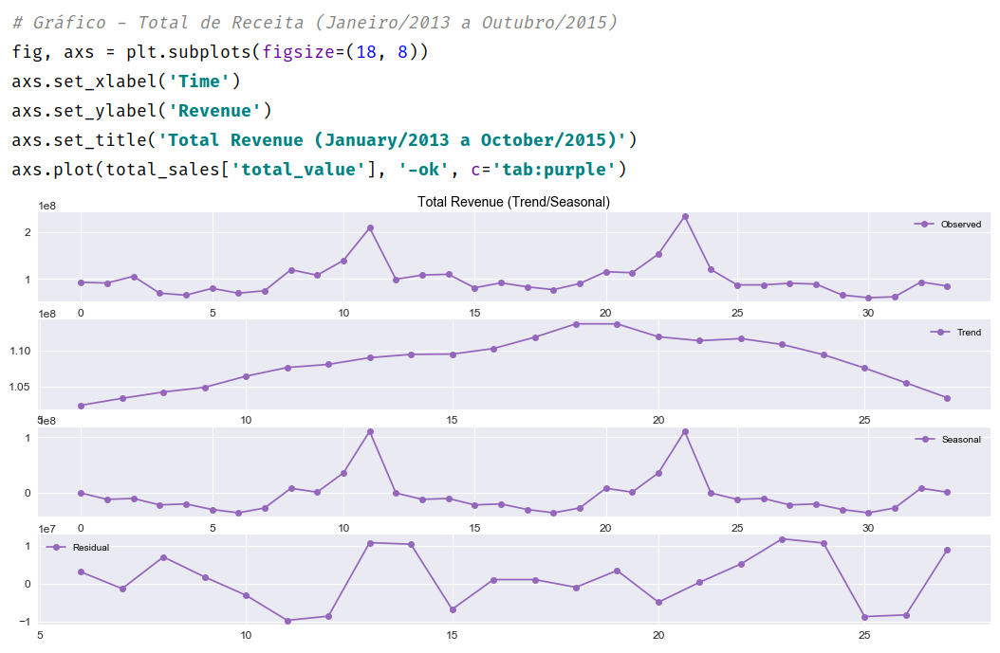 # Gráfico - Total de Receita (Janeiro/2013 a Outubro/2015)
fig, axs = plt.subplots(figsize=(18, 8))
axs.set_xlabel('Time')
axs.set_ylabel('Revenue')
axs.set_title('Total Revenue (January/2013 a October/2015)')
axs.plot(total_sales['total_value'], '-ok', c='tab:purple')
Total Revenue (Trend/Seasonal)
1e8
Observed
2
1
0 5 10 15 20 25 30
1e8
Trend
1.10
1.05
5 10 15 20 25
1e8
Seasonal
1
0
0 5 10 15 20 25 30
1e7
Residual
1
0
−1
5 10 15 20 25